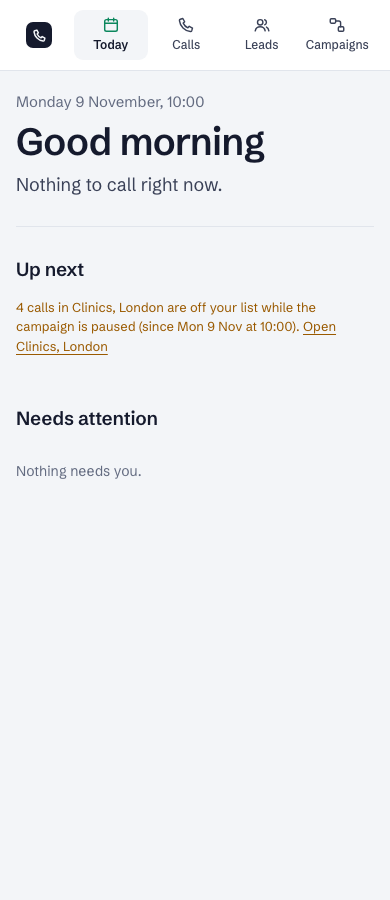 Today
Calls
Leads
Campaigns
Monday 9 November, 10:00
Good morning
Nothing to call right now.
Up next
4 calls in Clinics, London are off your list while the
campaign is paused (since Mon 9 Nov at 10:00). Open
Clinics, London
Needs attention
Nothing needs you.